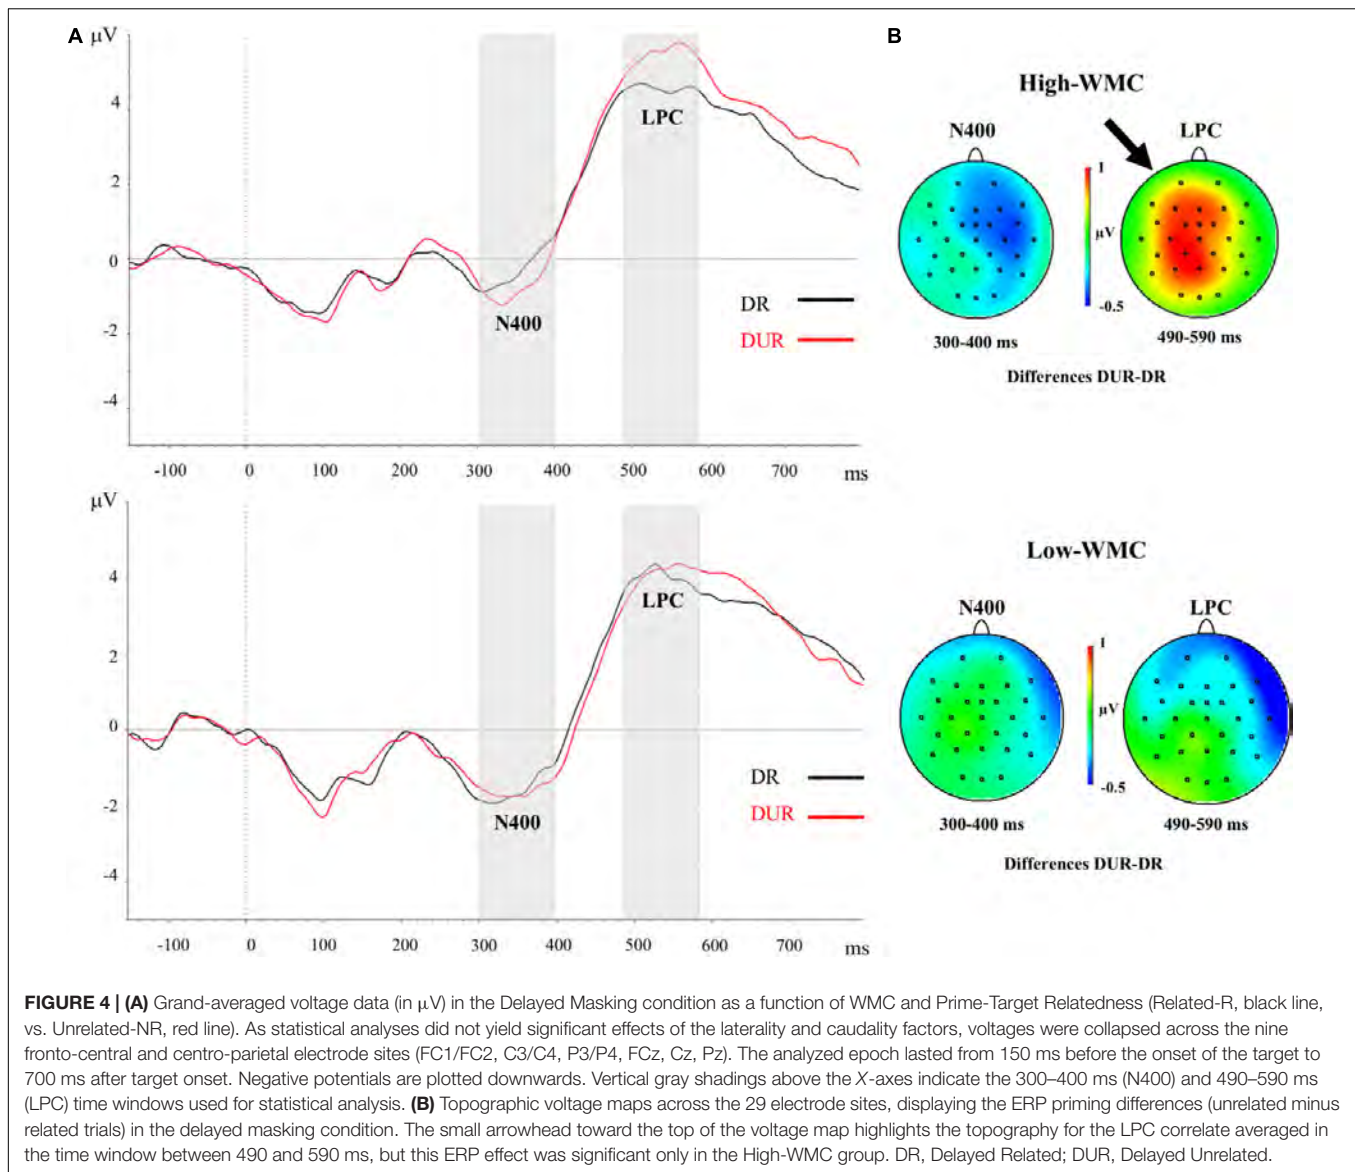 A
μV
4
2
0
-2
-4
LPC
N400
DR
DUR
-100 0 100 200 300 400 500 600 700 ms
B
High-WMC
N400 LPC
1
μV
-0.5
300-400 ms 490-590 ms
Differences DUR-DR
μV
4
2
0
-2
-4
LPC
N400
DR
DUR
-100 0 100 200 300 400 500 600 700 ms
Low-WMC
N400 LPC
1
μV
-0.5
300-400 ms 490-590 ms
Differences DUR-DR
FIGURE 4 | (A) Grand-averaged voltage data (in μV) in the Delayed Masking condition as a function of WMC and Prime-Target Relatedness (Related-R, black line,
vs. Unrelated-NR, red line). As statistical analyses did not yield significant effects of the laterality and caudality factors, voltages were collapsed across the nine
fronto-central and centro-parietal electrode sites (FC1/FC2, C3/C4, P3/P4, FCz, Cz, Pz). The analyzed epoch lasted from 150 ms before the onset of the target to
700 ms after target onset. Negative potentials are plotted downwards. Vertical gray shadings above the X-axes indicate the 300–400 ms (N400) and 490–590 ms
(LPC) time windows used for statistical analysis. (B) Topographic voltage maps across the 29 electrode sites, displaying the ERP priming differences (unrelated minus
related trials) in the delayed masking condition. The small arrowhead toward the top of the voltage map highlights the topography for the LPC correlate averaged in
the time window between 490 and 590 ms, but this ERP effect was significant only in the High-WMC group. DR, Delayed Related; DUR, Delayed Unrelated.